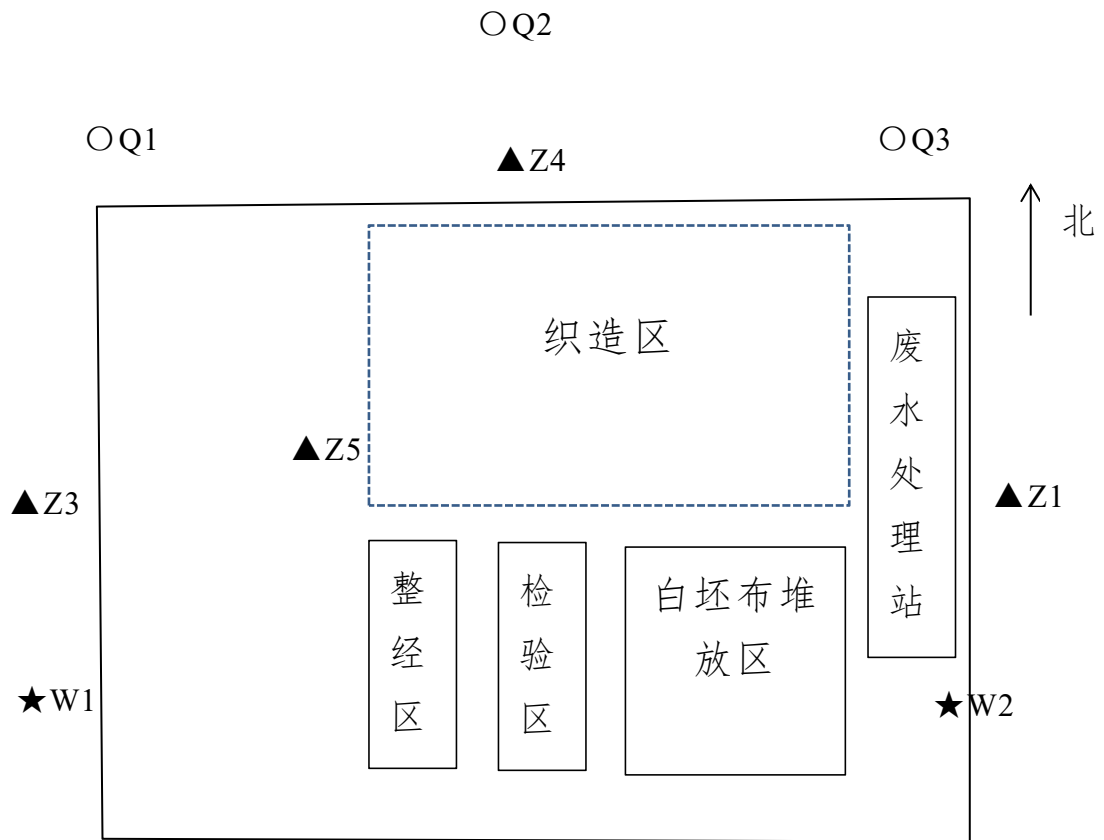 ○Q2
○Q1
▲Z4
○Q3
北
织造区
废水处理站
▲Z5
▲Z3
▲Z1
整经区
检验区
白坯布堆
放区
★W1
★W2